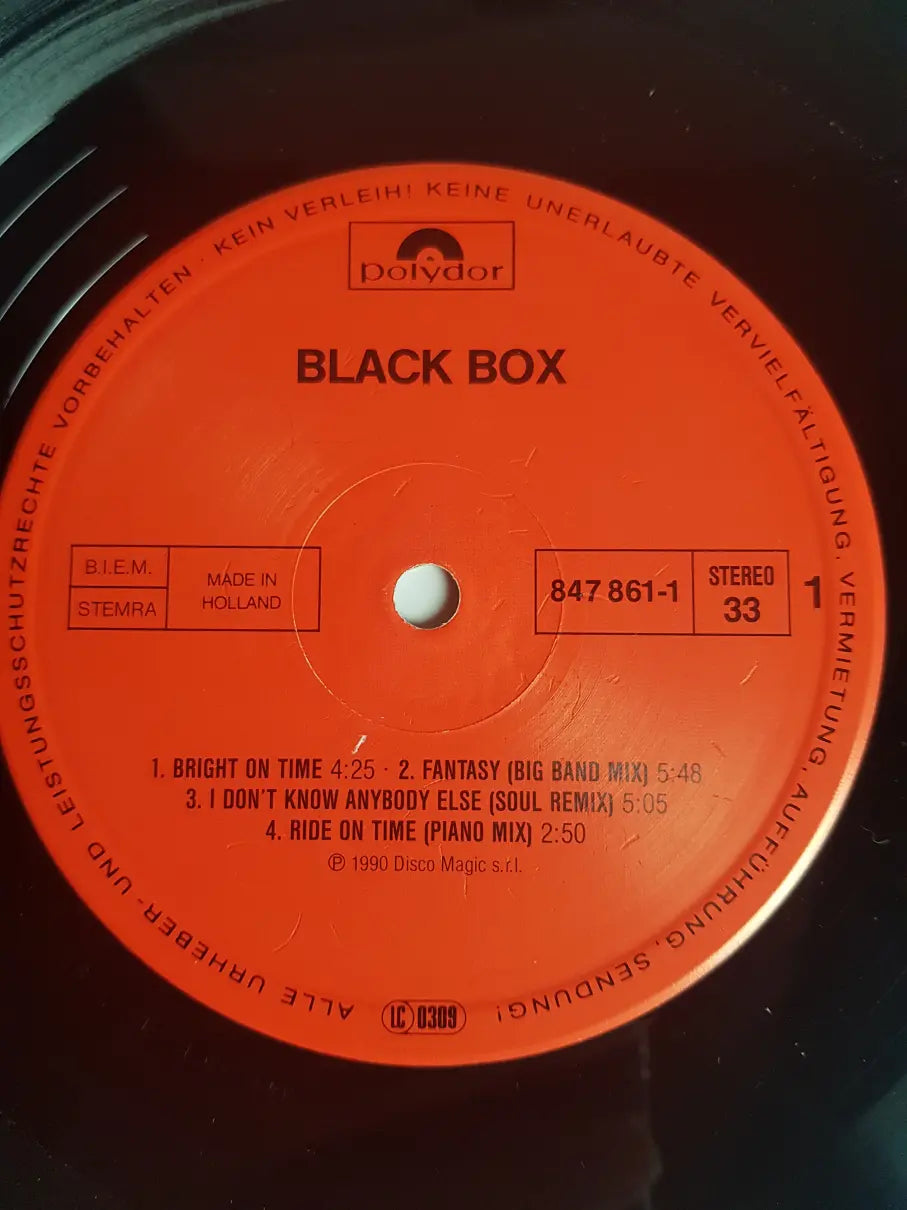 ALLE URHEBER- UND LEISTUNGSSCHUTZRECHTE VORBEHALTEN · KEIN VERLEIH! KEINE UNERLAUBTE VERVIELFÄLTIGUNG, VERMIETUNG, AUFFÜHRUNG, SENDUNG!
polydor
BLACK BOX
B.I.E.M.
STEMRA
MADE IN
HOLLAND
847 861-1
STEREO
33
1
1. BRIGHT ON TIME 4:25 · 2. FANTASY (BIG BAND MIX) 5:48
3. I DON'T KNOW ANYBODY ELSE (SOUL REMIX) 5:05
4. RIDE ON TIME (PIANO MIX) 2:50
℗ 1990 Disco Magic s.r.l.
LC 0309